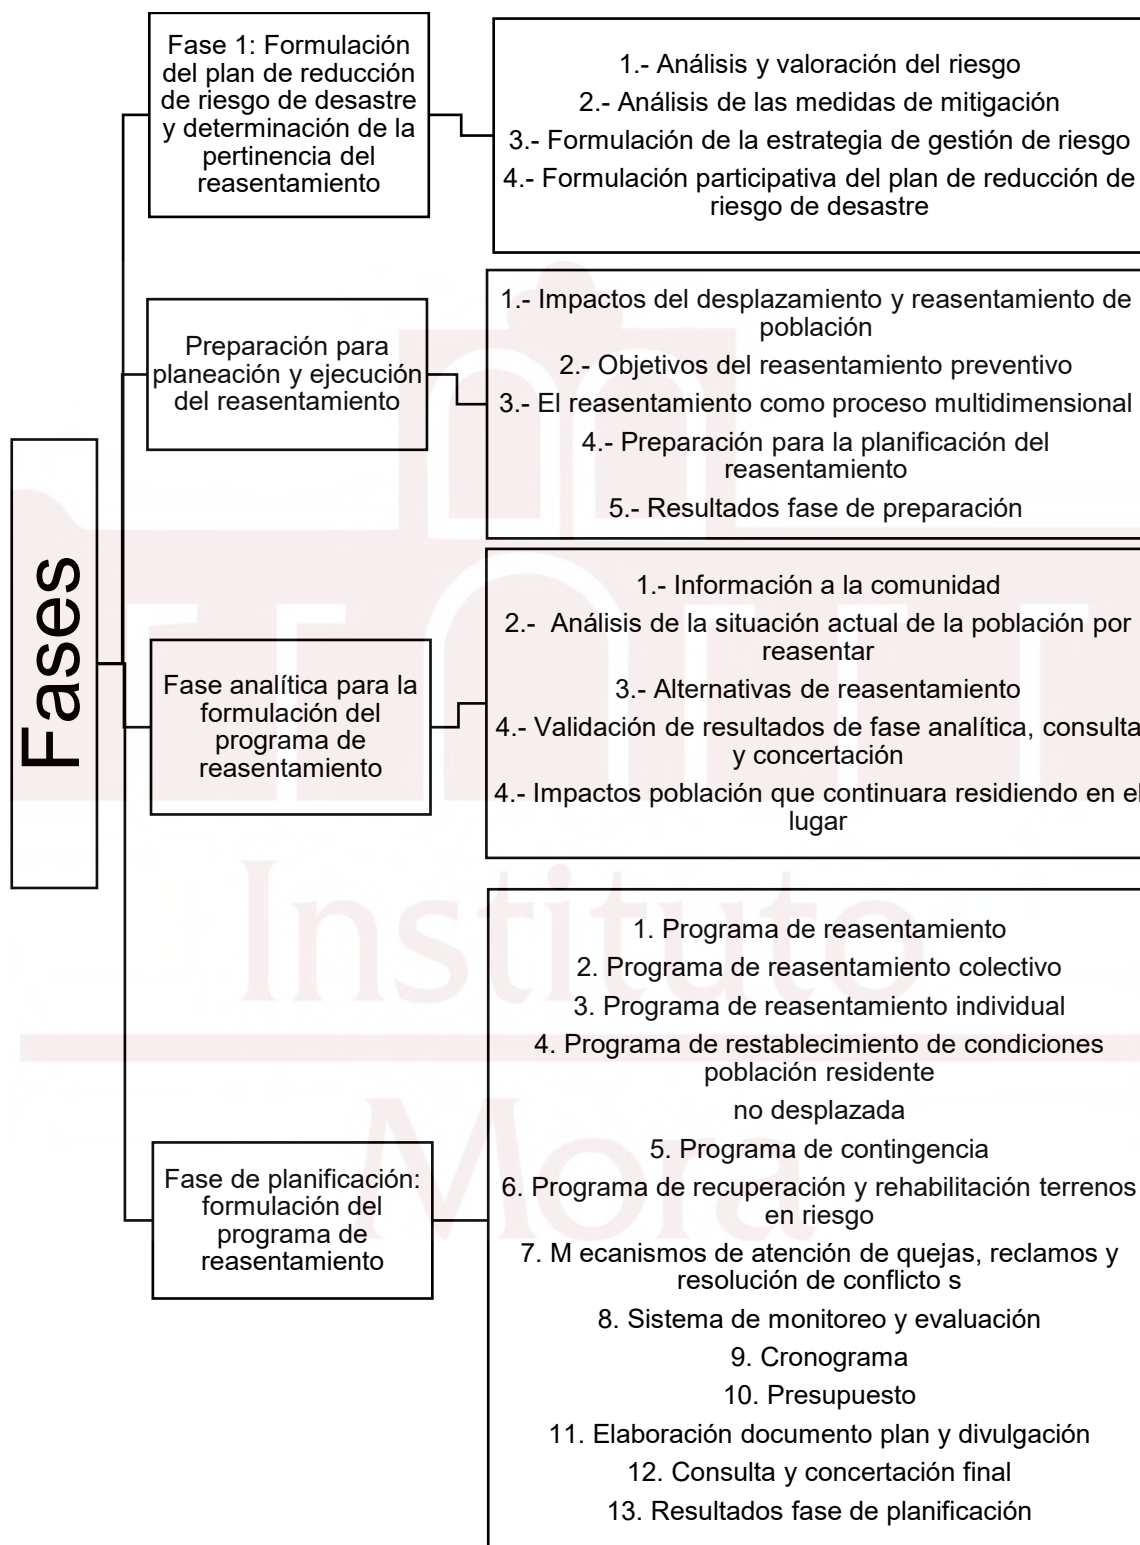 Fases
Fase 1: Formulación
del plan de reducción
de riesgo de desastre
y determinación de la
pertinencia del
reasentamiento
1.- Análisis y valoración del riesgo
2.- Análisis de las medidas de mitigación
3.- Formulación de la estrategia de gestión de riesgo
4.- Formulación participativa del plan de reducción de
riesgo de desastre
Preparación para
planeación y ejecución
del reasentamiento
1.- Impactos del desplazamiento y reasentamiento de
población
2.- Objetivos del reasentamiento preventivo
3.- El reasentamiento como proceso multidimensional
4.- Preparación para la planificación del
reasentamiento
5.- Resultados fase de preparación
Fase analítica para la
formulación del
programa de
reasentamiento
1.- Información a la comunidad
2.- Análisis de la situación actual de la población por
reasentar
3.- Alternativas de reasentamiento
4.- Validación de resultados de fase analítica, consulta
y concertación
4.- Impactos población que continuara residiendo en el
lugar
Fase de planificación:
formulación del
programa de
reasentamiento
1. Programa de reasentamiento
2. Programa de reasentamiento colectivo
3. Programa de reasentamiento individual
4. Programa de restablecimiento de condiciones
población residente
no desplazada
5. Programa de contingencia
6. Programa de recuperación y rehabilitación terrenos
en riesgo
7. M ecanismos de atención de quejas, reclamos y
resolución de conflicto s
8. Sistema de monitoreo y evaluación
9. Cronograma
10. Presupuesto
11. Elaboración documento plan y divulgación
12. Consulta y concertación final
13. Resultados fase de planificación
Instituto
Mora